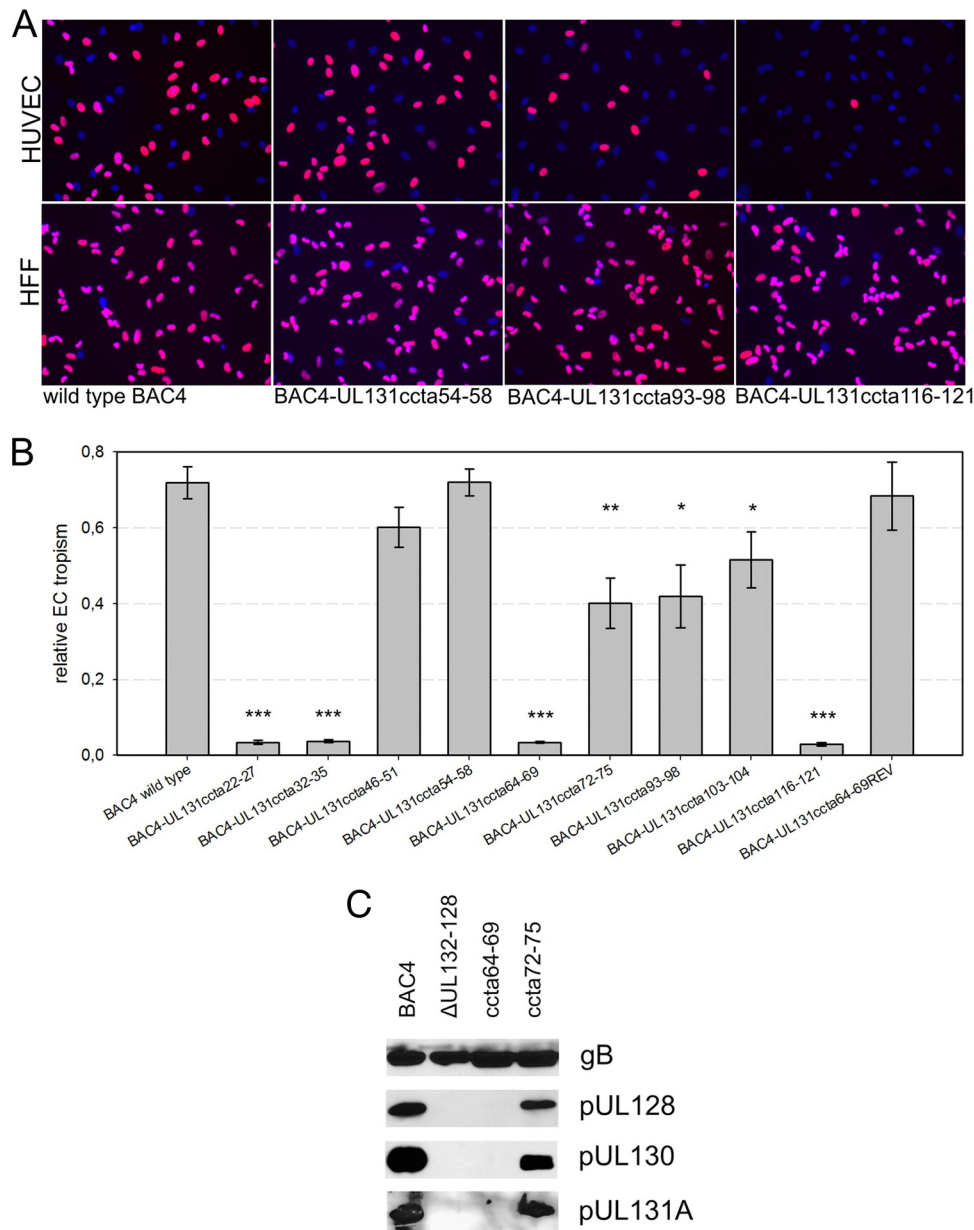 A
HUVEC
HFF
wild type BAC4
BAC4-UL131ccta54-58
BAC4-UL131ccta93-98
BAC4-UL131ccta116-121
B
relative EC tropism
0,8
0,6
0,4
0,2
0,0
***
***
***
**
*
*
***
BAC4 wild type
BAC4-UL131ccta22-27
BAC4-UL131ccta32-35
BAC4-UL131ccta46-51
BAC4-UL131ccta54-58
BAC4-UL131ccta64-69
BAC4-UL131ccta72-75
BAC4-UL131ccta93-98
BAC4-UL131ccta103-104
BAC4-UL131ccta116-121
BAC4-UL131ccta64-69REV
C
BAC4
ΔUL132-128
ccta64-69
ccta72-75
gB
pUL128
pUL130
pUL131A